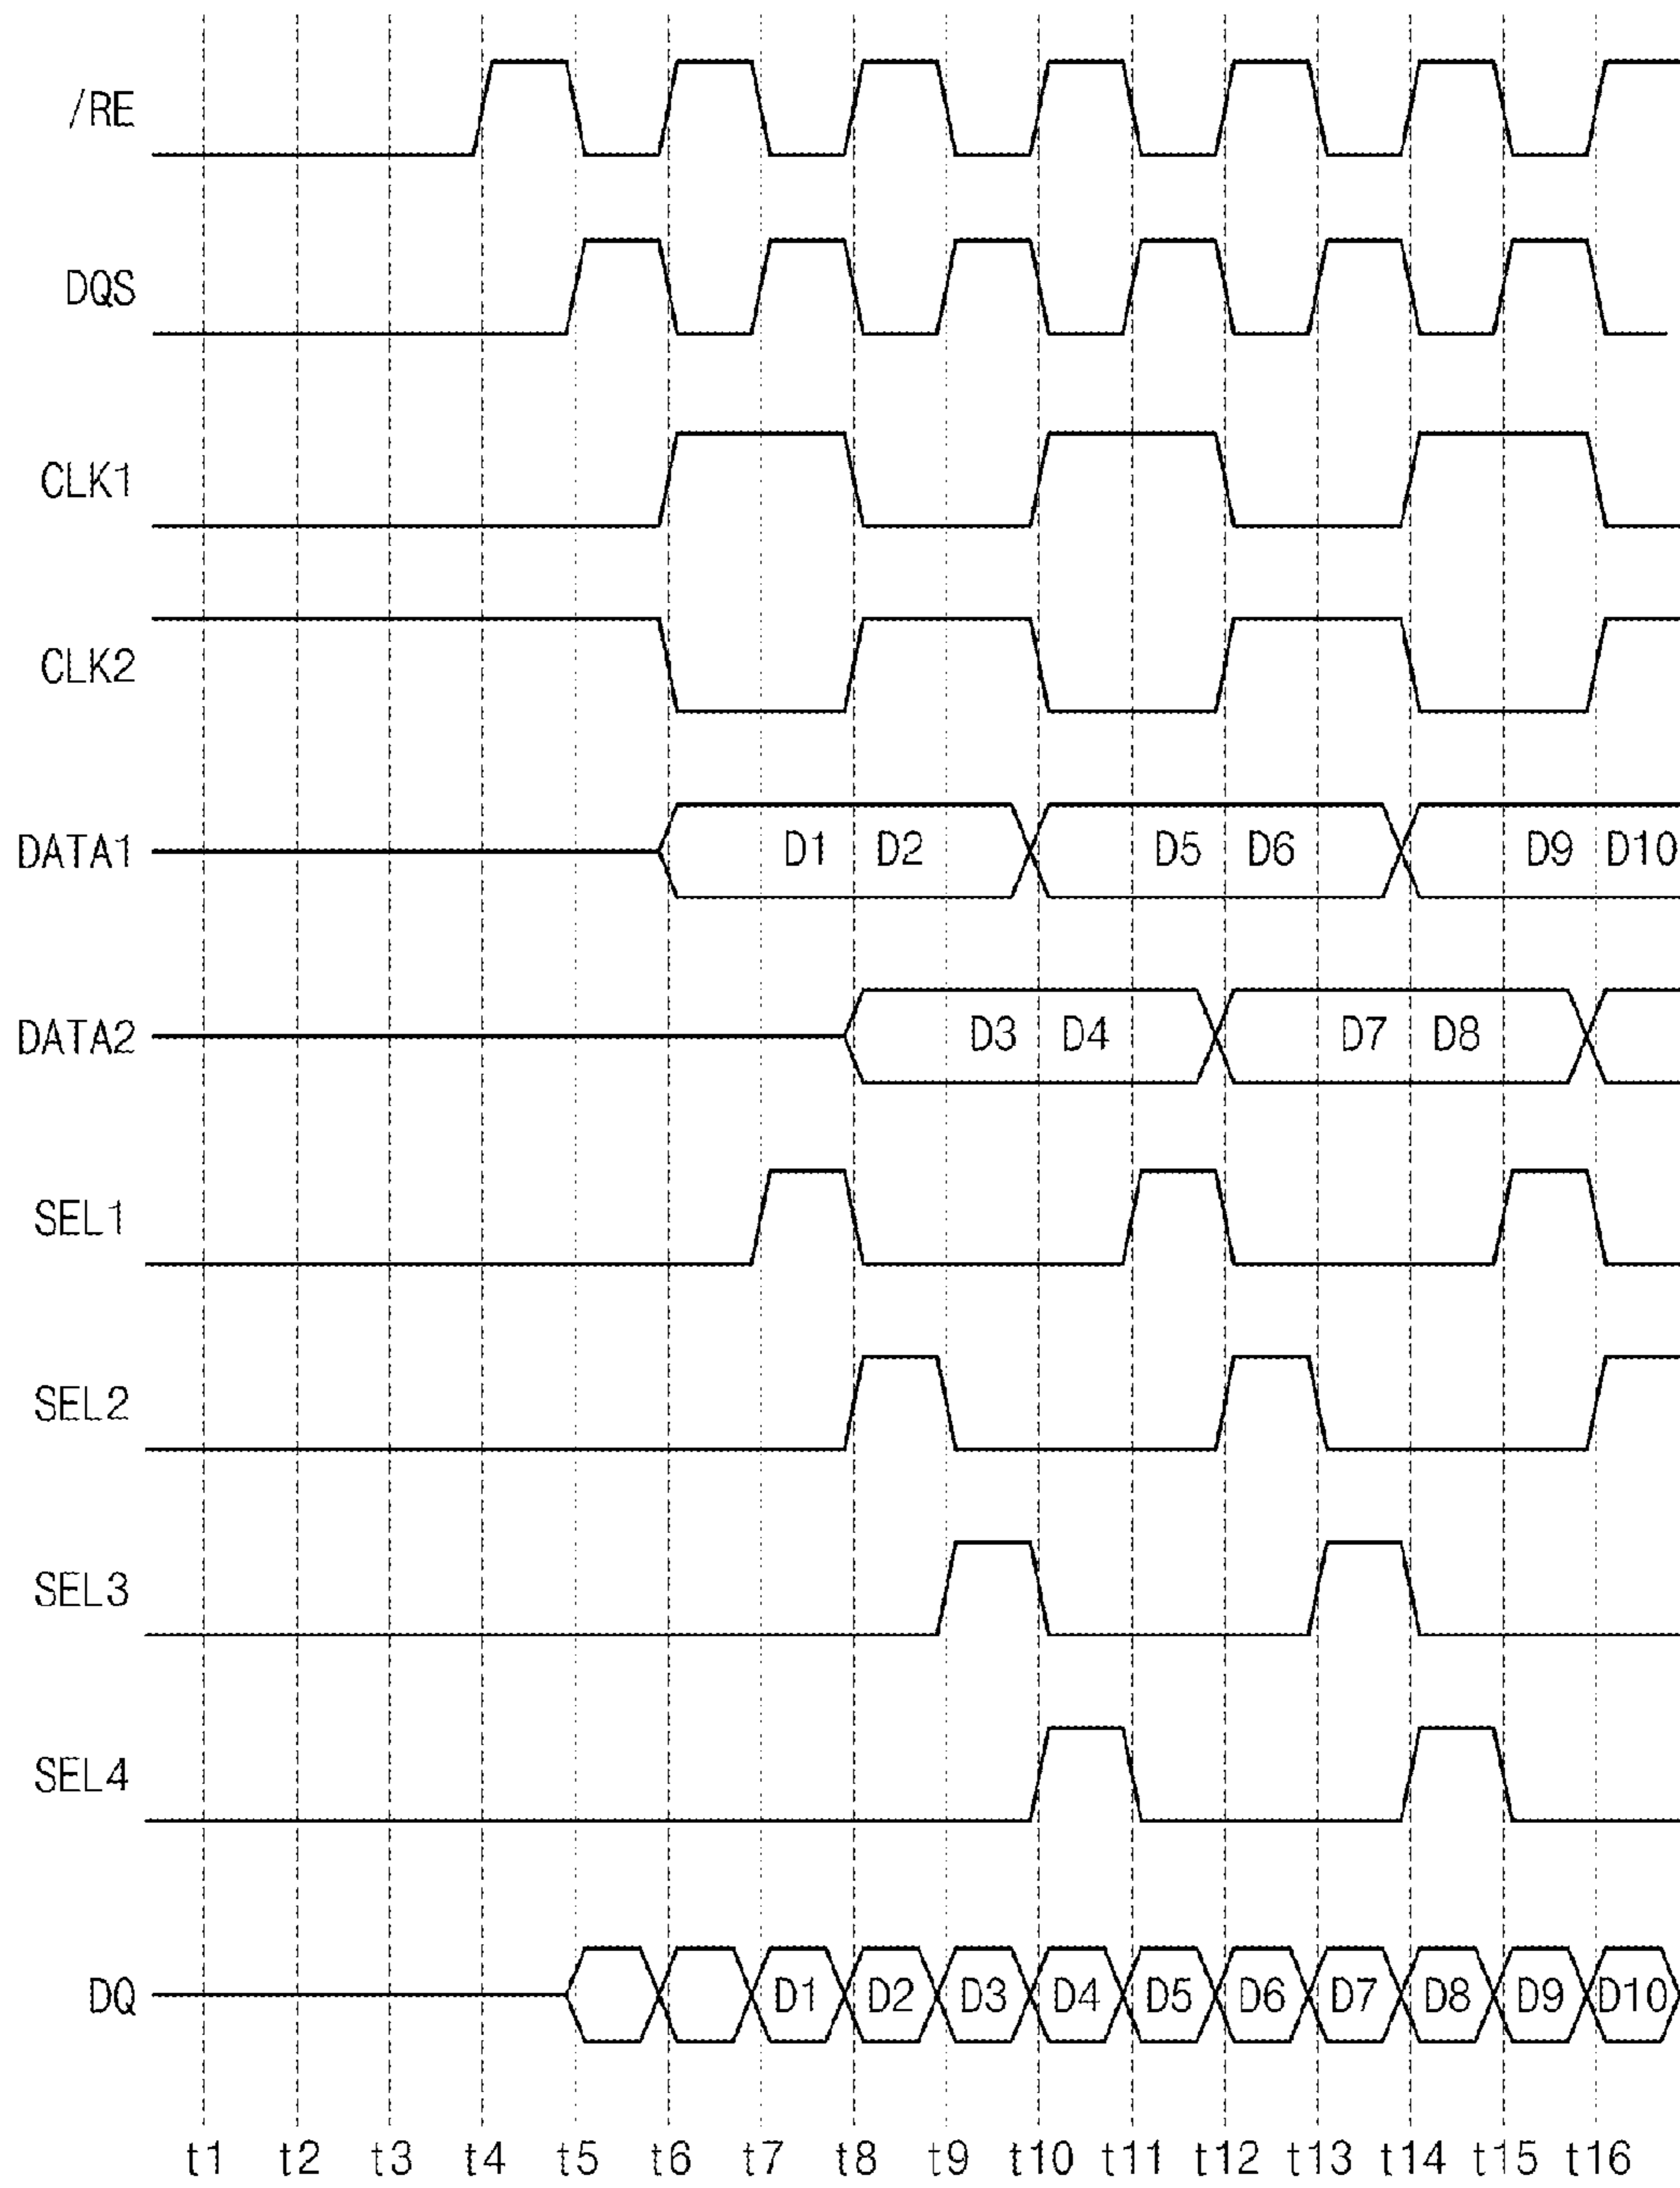 /RE
DQS
CLK1
CLK2
DATA1 D1 D2 D5 D6 D9 D10
DATA2 D3 D4 D7 D8
SEL1
SEL2
SEL3
SEL4
DQ D1 D2 D3 D4 D5 D6 D7 D8 D9 D10
t1 t2 t3 t4 t5 t6 t7 t8 t9 t10 t11 t12 t13 t14 t15 t16